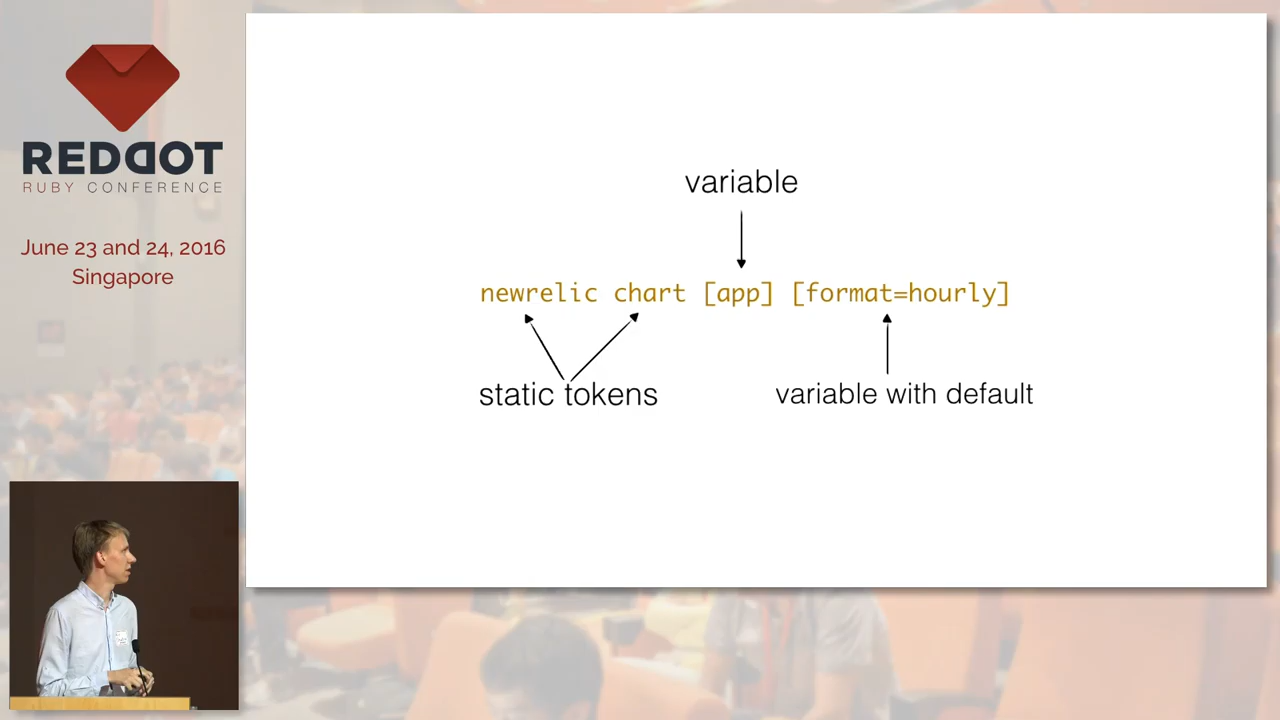 REDDOT
RUBY CONFERENCE
June 23 and 24, 2016
Singapore
variable
newrelic chart [app] [format=hourly]
static tokens
variable with default